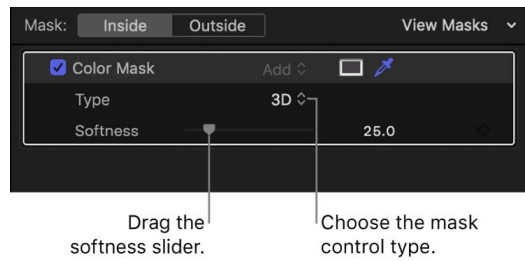 Mask: Inside Outside View Masks
Color Mask Add
Type 3D
Softness 25.0
Drag the softness slider.
Choose the mask control type.